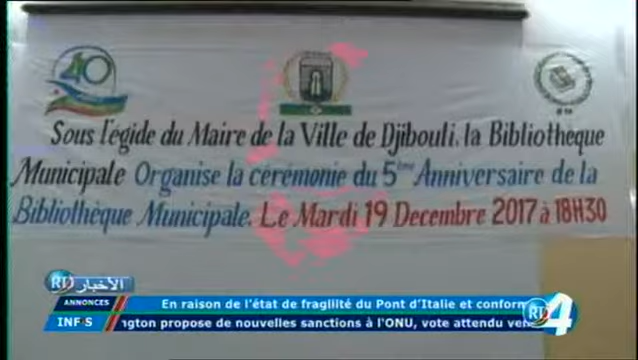 40
Sous l'égide du Maire de la Ville de Djibouli, la Bibliothèque
Municipale Organise la cérémonie du 5ème Anniversaire de la
Bibliothèque Municipale. Le Mardi 19 Decembre 2017 à 18H30
الأخبار
ANNONCES En raison de l'état de fragilité du Pont d'Italie et conform
INFOS ngton propose de nouvelles sanctions à l'ONU, vote attendu ven
RTD 4